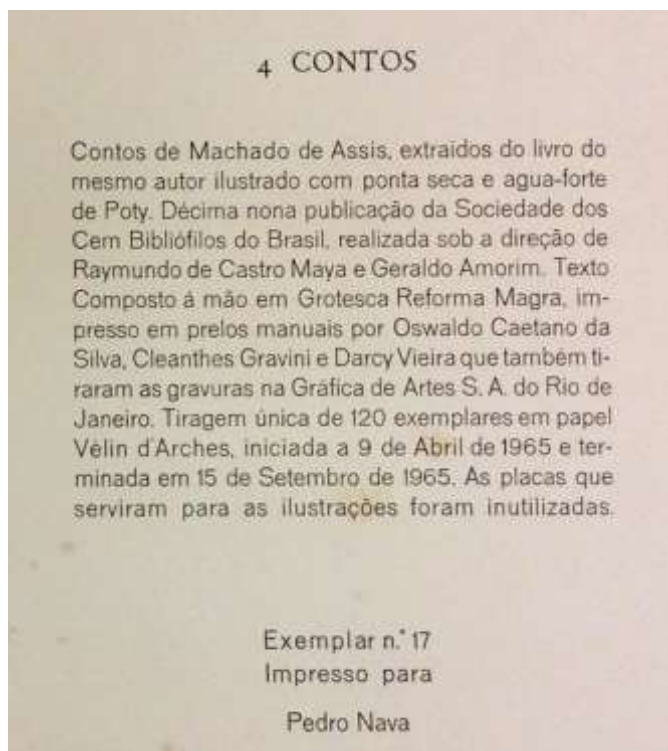 4 CONTOS
Contos de Machado de Assis, extraídos do livro do
mesmo autor ilustrado com ponta seca e agua-forte
de Poty. Décima nona publicação da Sociedade dos
Cem Bibliófilos do Brasil, realizada sob a direção de
Raymundo de Castro Maya e Geraldo Amorim. Texto
Composto á mão em Grotesca Reforma Magra, im-
presso em prelos manuais por Oswaldo Caetano da
Silva, Cleanthes Gravini e Darcy Vieira que também ti-
raram as gravuras na Gráfica de Artes S. A. do Rio de
Janeiro. Tiragem única de 120 exemplares em papel
Vélin d'Arches, iniciada a 9 de Abril de 1965 e ter-
minada em 15 de Setembro de 1965. As placas que
serviram para as ilustrações foram inutilizadas.
Exemplar n.° 17
Impresso para
Pedro Nava